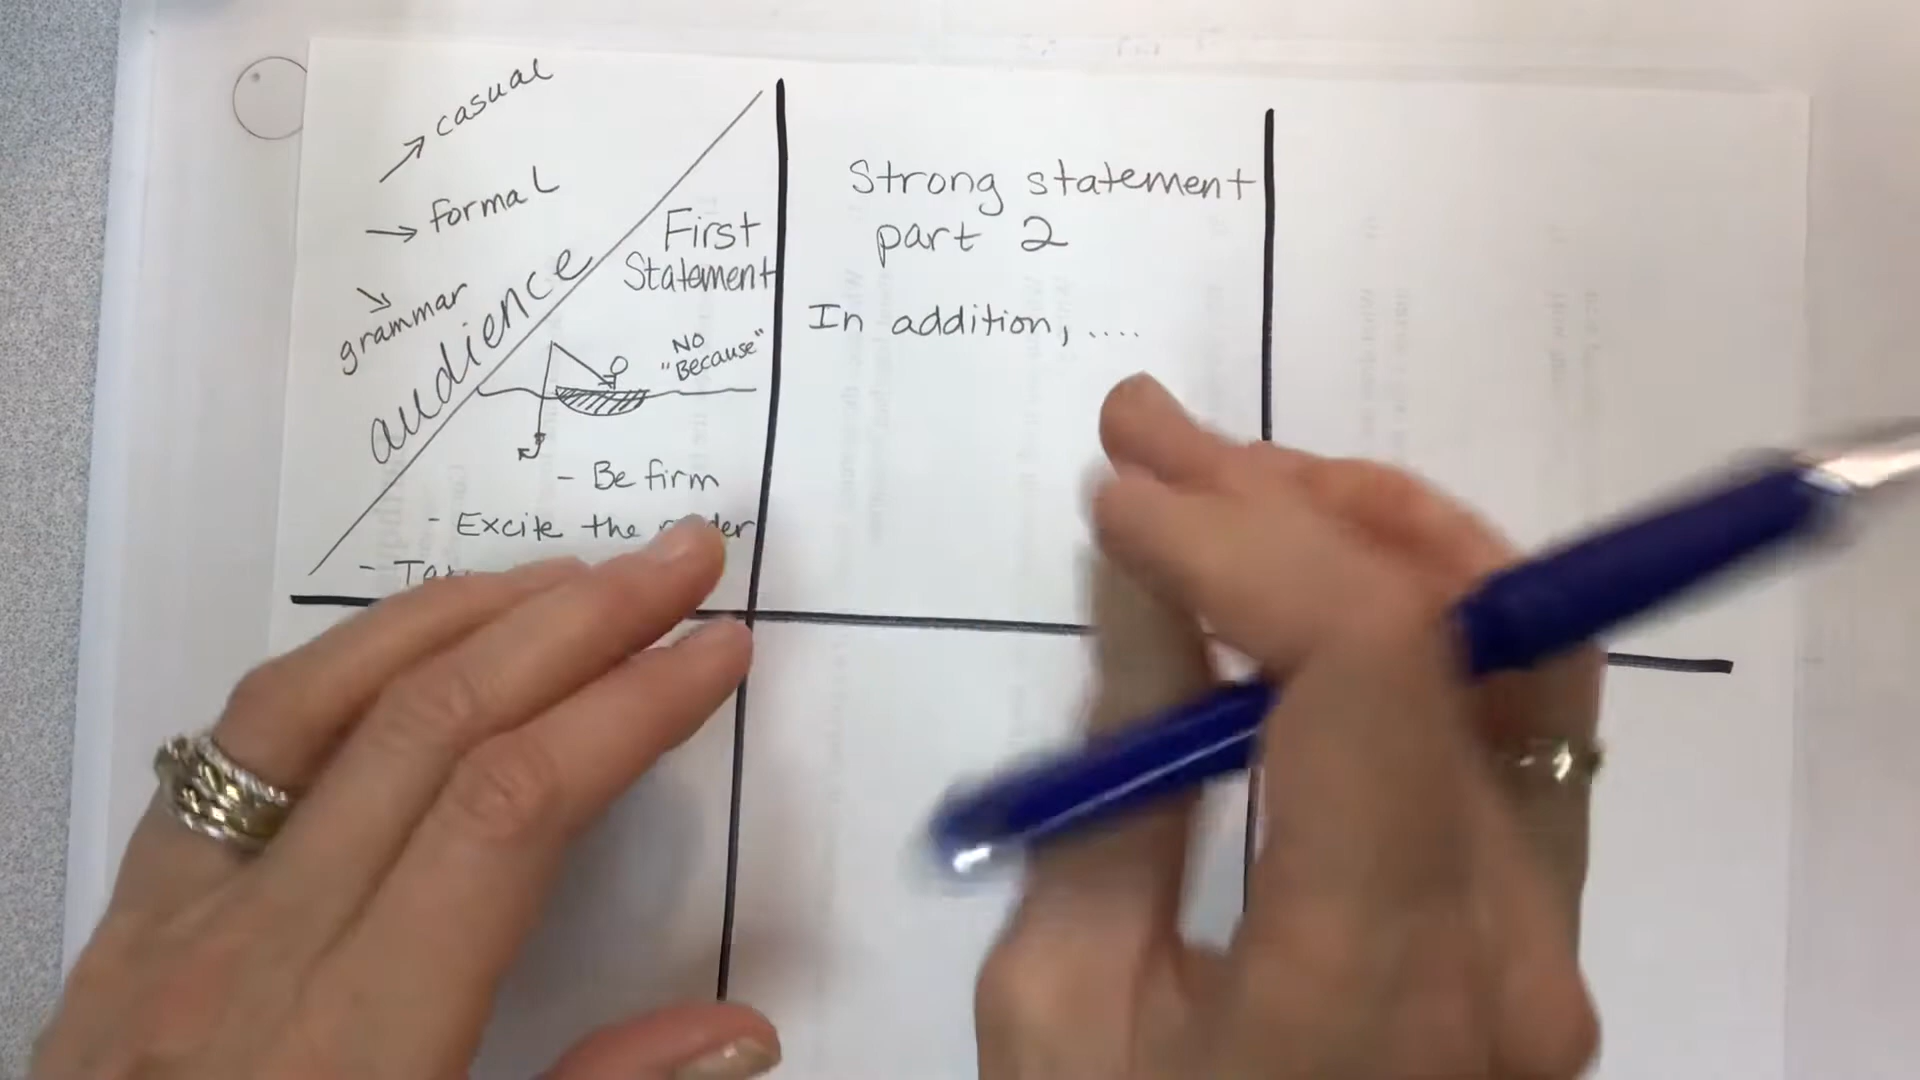 casual
formal
grammar
audience
First
Statement
NO
"Because"
- Be firm
- Excite the
-
Strong statement
part 2
In addition, ....